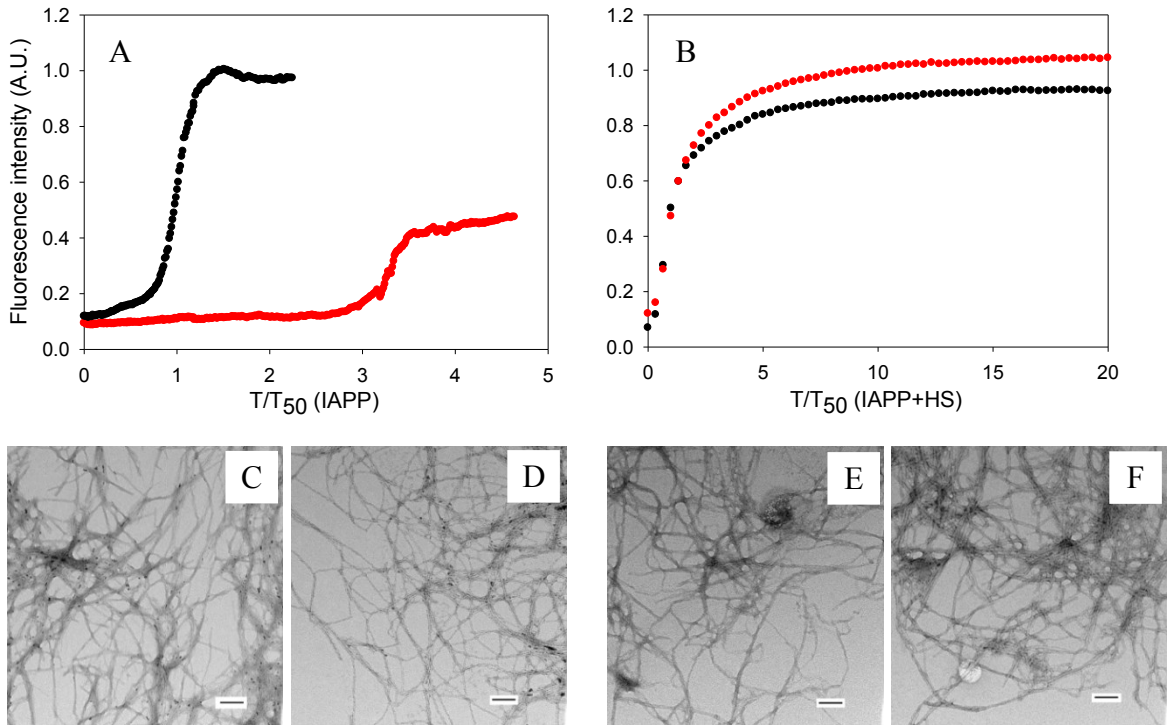 Fluorescence intensity (A.U.)
1.2
1.0
0.8
0.6
0.4
0.2
0.0
A
0 1 2 3 4 5
T/T50 (IAPP)
1.2
1.0
0.8
0.6
0.4
0.2
0.0
B
0 5 10 15 20
T/T50 (IAPP+HS)
C
D
E
F